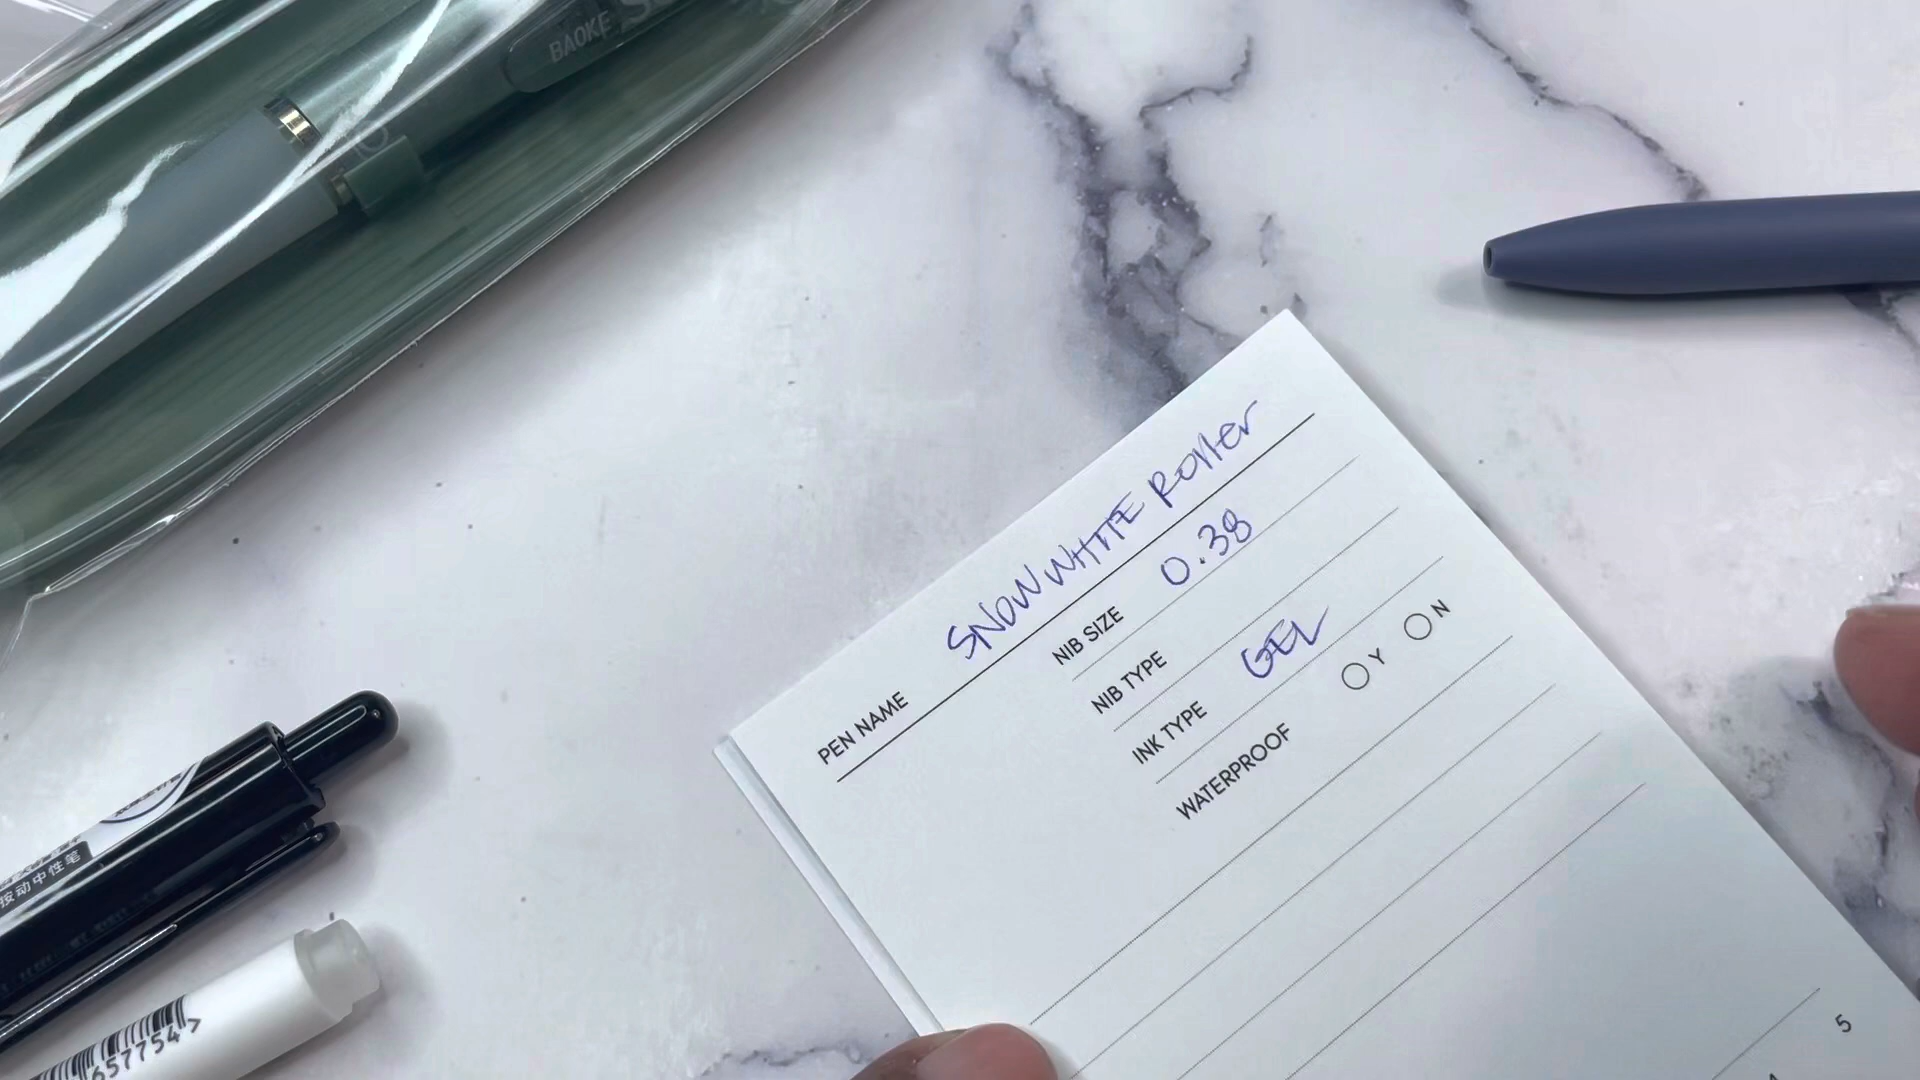 BAOKE
PEN NAME SNOW WHITE Roller
NIB SIZE 0.38
NIB TYPE
INK TYPE GEL
WATERPROOF Y N
5
按动中性笔
657754>